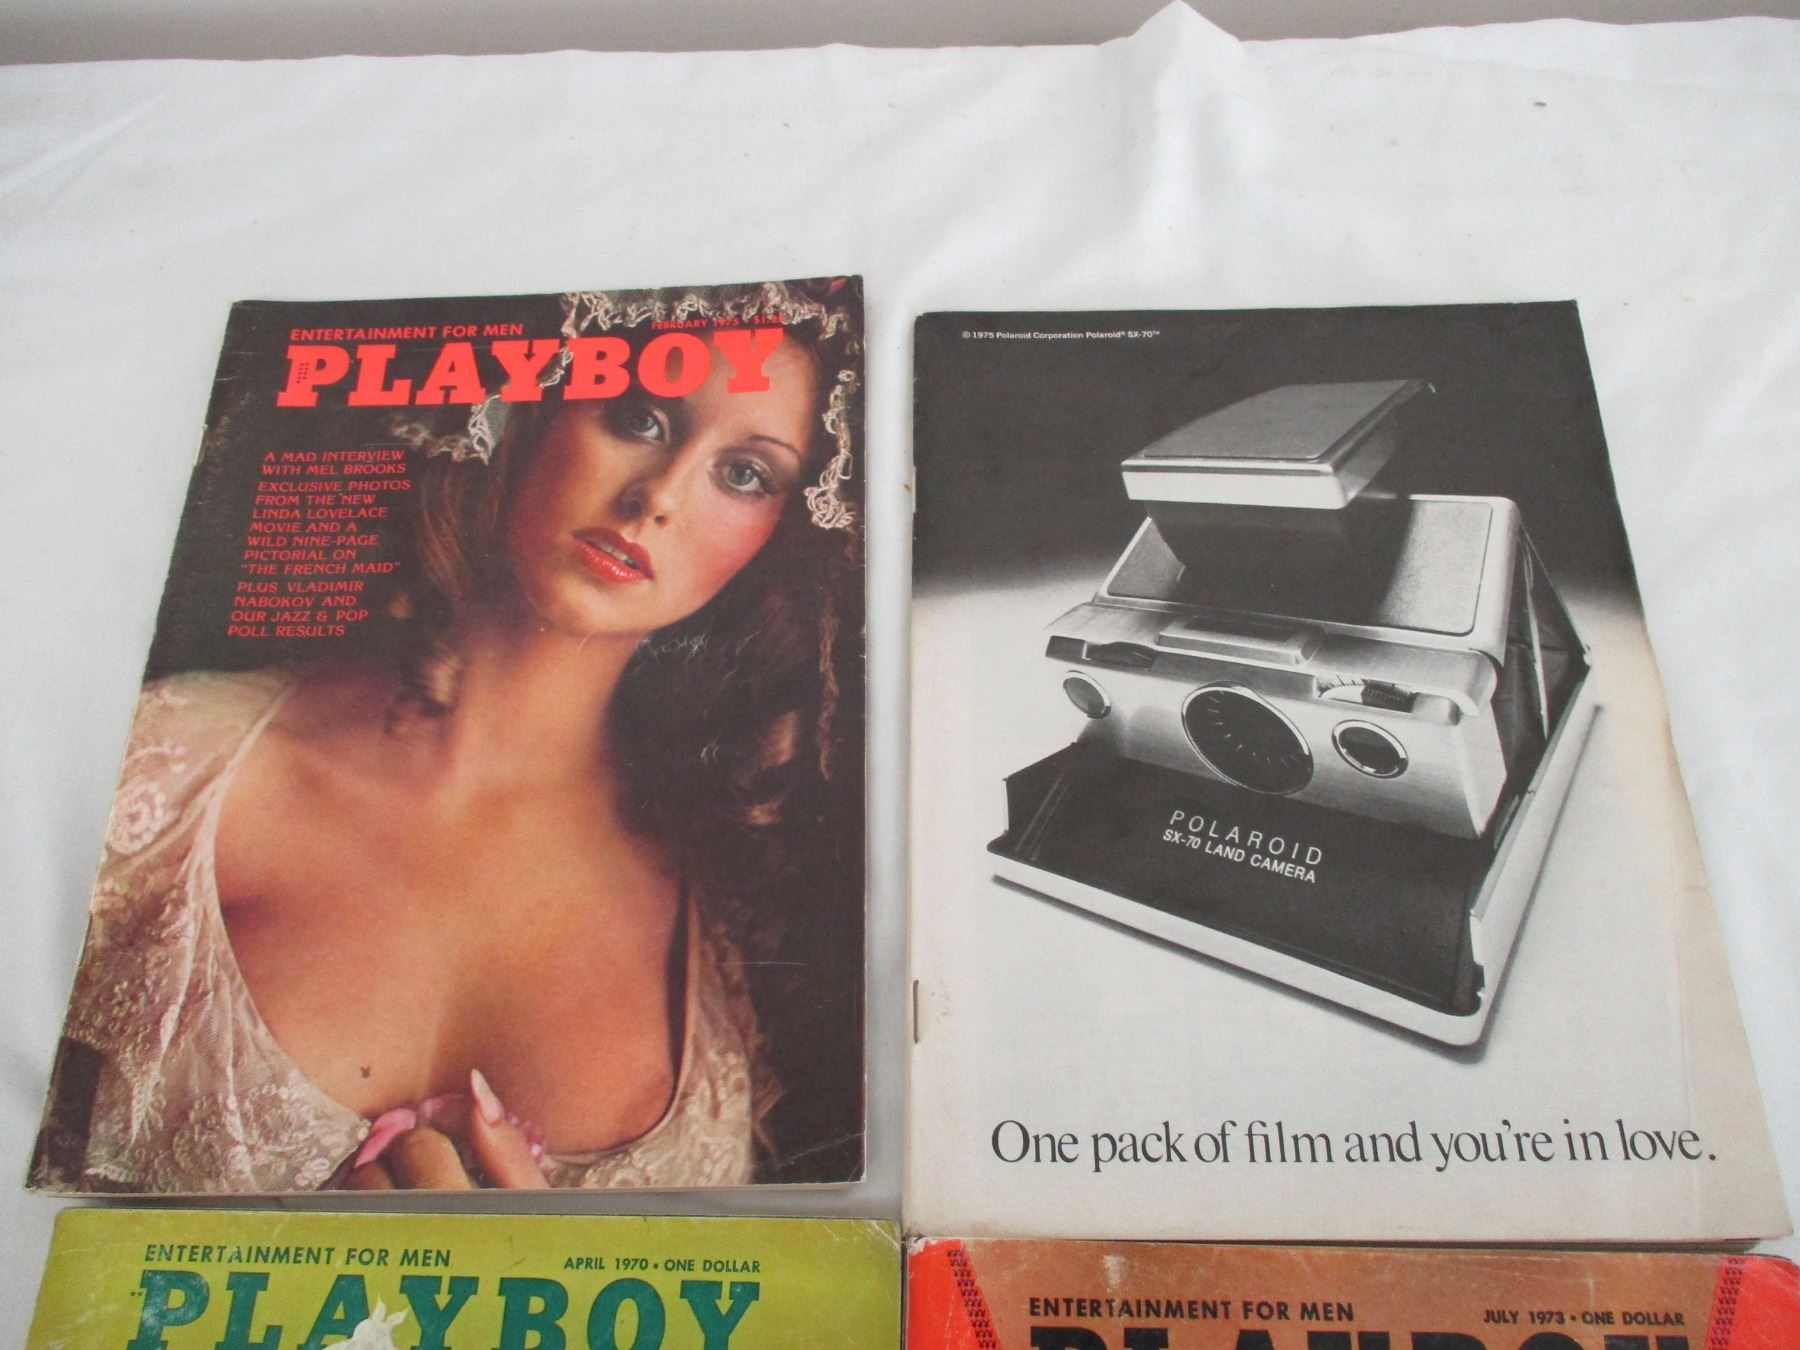 ENTERTAINMENT FOR MEN
FEBRUARY 1975 •
PLAYBOY
A MAD INTERVIEW
WITH MEL BROOKS
EXCLUSIVE PHOTOS
FROM THE NEW
LINDA LOVELACE
MOVIE AND A
WILD NINE-PAGE
PICTORIAL ON
"THE FRENCH MAID"
PLUS VLADIMIR
NABOKOV AND
OUR JAZZ & POP
POLL RESULTS
© 1975 Polaroid Corporation Polaroid® SX-70™
POLAROID
SX-70 LAND CAMERA
One pack of film and you're in love.
ENTERTAINMENT FOR MEN
APRIL 1970 • ONE DOLLAR
PLAYBOY
ENTERTAINMENT FOR MEN
JULY 1973 • ONE DOLLAR
PLAYBOY